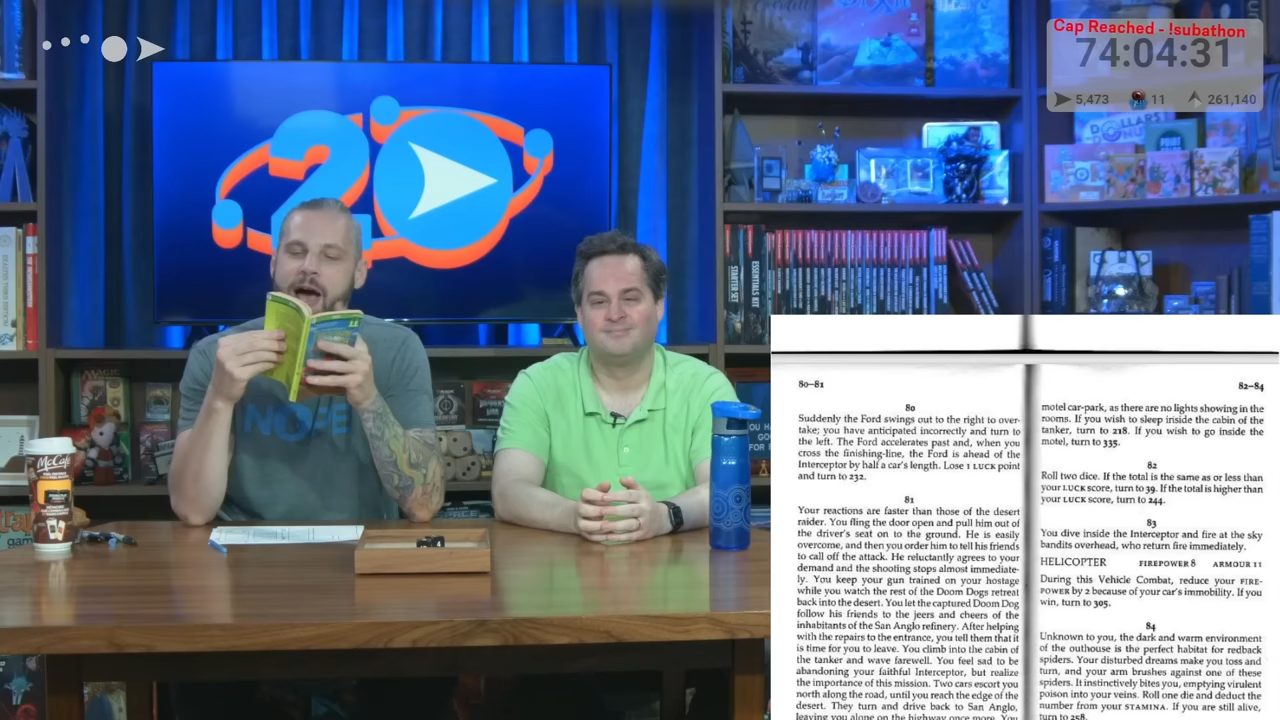 Cap Reached - !subathon
74:04:31
5,473
11
261,140
20
STARTER SET
ESSENTIALS KIT
NOPE
McCafé
80–81
80
Suddenly the Ford swings out to the right to over-
take; you have anticipated incorrectly and turn to
the left. The Ford accelerates past and, when you
cross the finishing-line, the Ford is ahead of the
Interceptor by half a car's length. Lose 1 LUCK point
and turn to 232.
81
Your reactions are faster than those of the desert
raider. You fling the door open and pull him out of
the driver's seat on to the ground. He is easily
overcome, and then you order him to tell his friends
to call off the attack. He reluctantly agrees to your
demand and the shooting stops almost immediate-
ly. You keep your gun trained on your hostage
while you watch the rest of the Doom Dogs retreat
back into the desert. You let the captured Doom Dog
follow his friends to the jeers and cheers of the
inhabitants of the San Anglo refinery. After helping
with the repairs to the entrance, you tell them that it
is time for you to leave. You climb into the cabin of
the tanker and wave farewell. You feel sad to be
abandoning your faithful Interceptor, but realize
the importance of this mission. Two cars escort you
north along the road, until you reach the edge of the
desert. They turn and drive back to San Anglo,
leaving you alone on the highway once more. You
82–84
motel car-park, as there are no lights showing in the
rooms. If you wish to sleep inside the cabin of the
tanker, turn to 218. If you wish to go inside the
motel, turn to 335.
82
Roll two dice. If the total is the same as or less than
your LUCK score, turn to 39. If the total is higher than
your LUCK score, turn to 244.
83
You dive inside the Interceptor and fire at the sky
bandits overhead, who return fire immediately.
HELICOPTER FIREPOWER 8 ARMOUR 11
During this Vehicle Combat, reduce your FIRE-
POWER by 2 because of your car's immobility. If you
win, turn to 305.
84
Unknown to you, the dark and warm environment
of the outhouse is the perfect habitat for redback
spiders. Your disturbed dreams make you toss and
turn, and your arm brushes against one of these
spiders. It instinctively bites you, emptying virulent
poison into your veins. Roll one die and deduct the
number from your STAMINA. If you are still alive,
turn to 258.